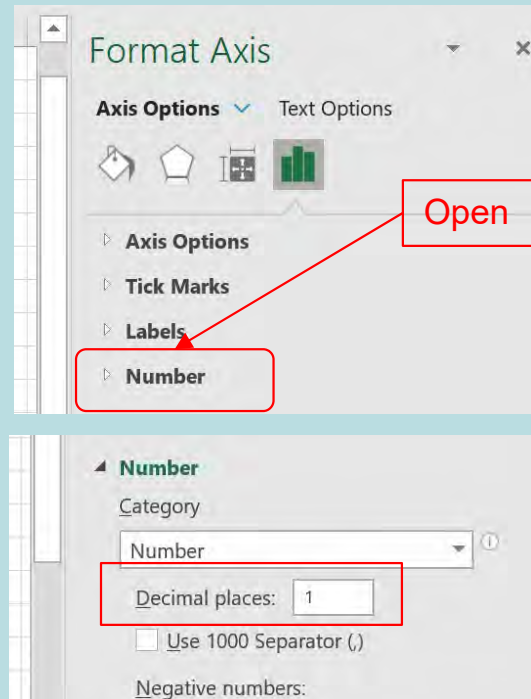 Format Axis
Axis Options Text Options
Open
Axis Options
Tick Marks
Labels
Number
Number
Category
Number
Decimal places: 1
Use 1000 Separator (,)
Negative numbers: